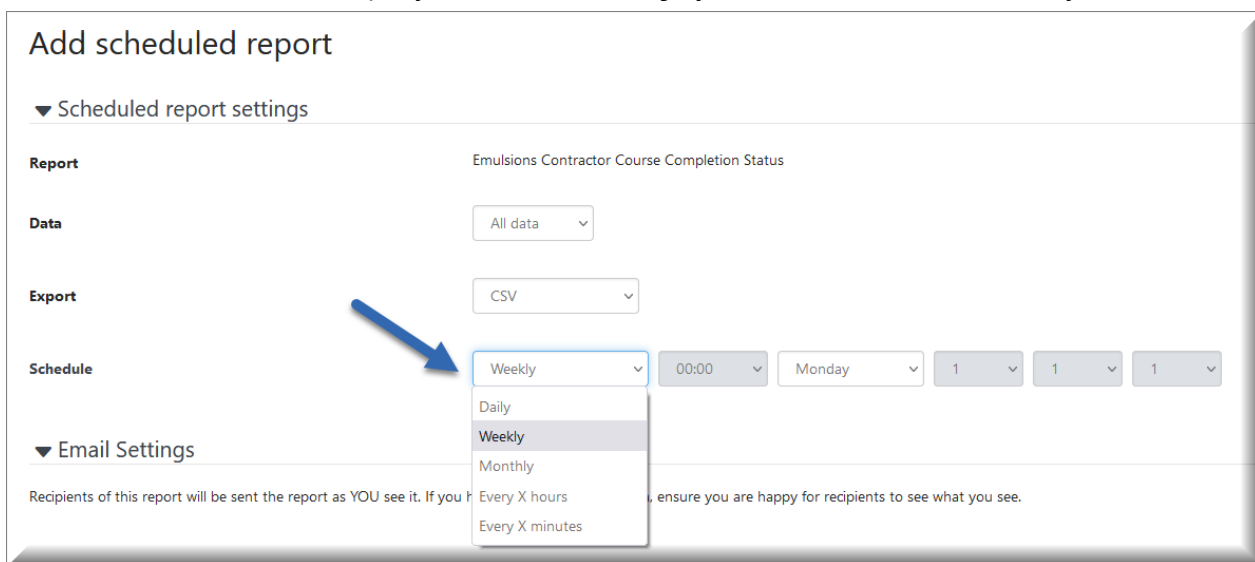 Add scheduled report
Scheduled report settings
Report Emulsions Contractor Course Completion Status
Data All data
Export CSV
Schedule Weekly 00:00 Monday 1 1 1
Daily
Weekly
Email Settings
Monthly
Recipients of this report will be sent the report as YOU see it. If you Every X hours , ensure you are happy for recipients to see what you see.
Every X minutes